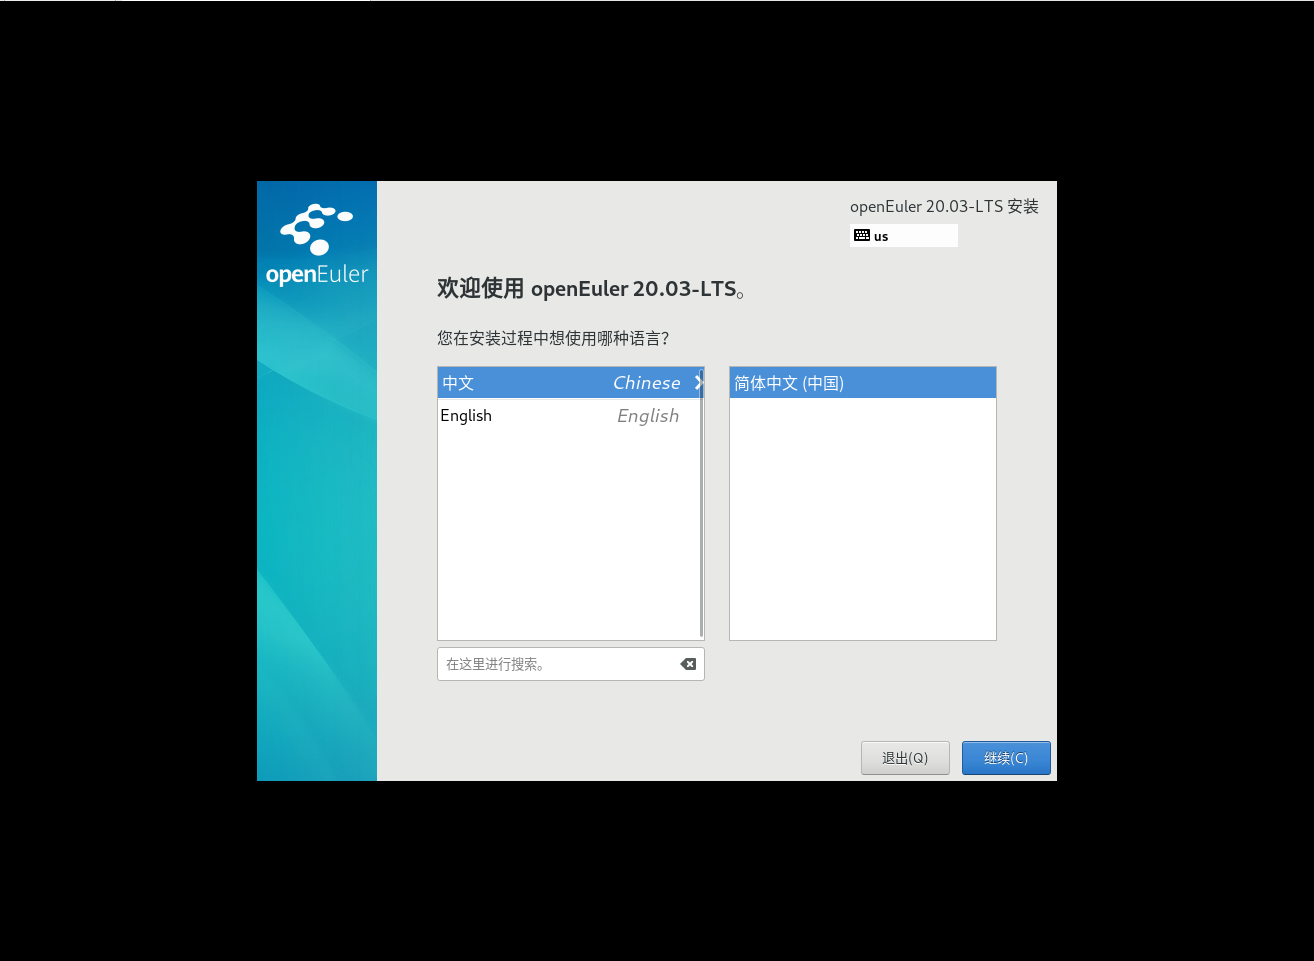 openEuler
openEuler 20.03-LTS 安装
us
欢迎使用 openEuler 20.03-LTS。
您在安装过程中想使用哪种语言？
中文 Chinese
English English
简体中文 (中国)
在这里进行搜索。
退出(Q)
继续(C)